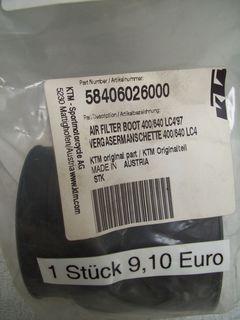 KTM - Sportmotorcycle AG
5230 Mattighofen/Austria
www.ktm.com
Part Number / Artikelnummer:
58406026000
Part Description / Artikelbezeichnung:
AIR FILTER BOOT 400/640 LC4'97
VERGASERMANSCHETTE 400/640 LC4
KTM original part / KTM Originalteil
MADE IN AUSTRIA
STK
KTM
1 Stück 9,10 Euro